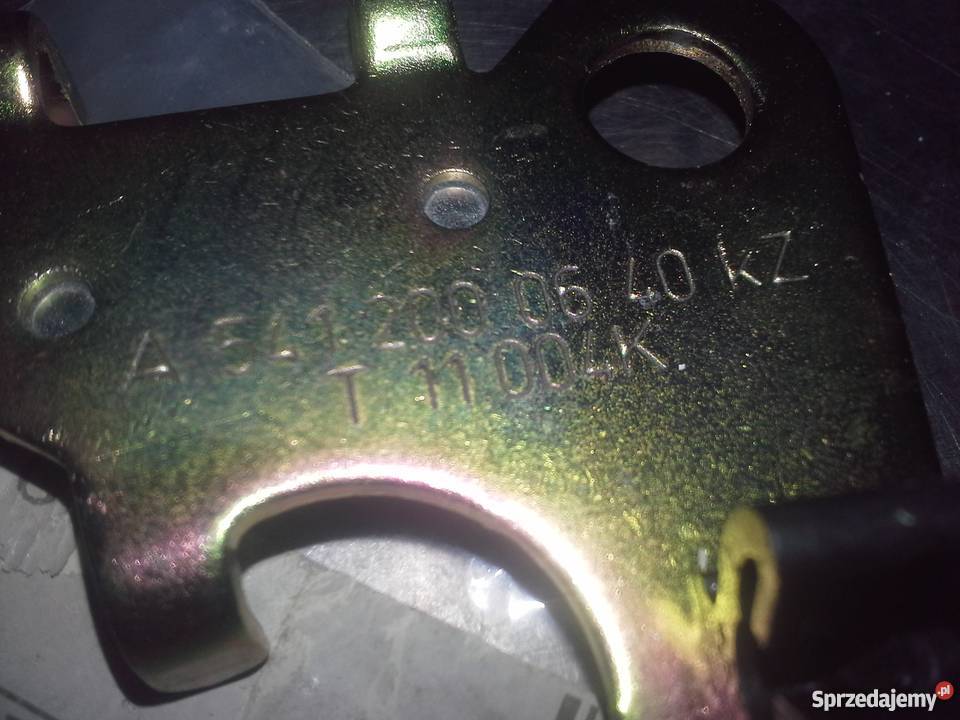 A 541 200 06 40 KZ
T 11 004K
Sprzedajemy.pl